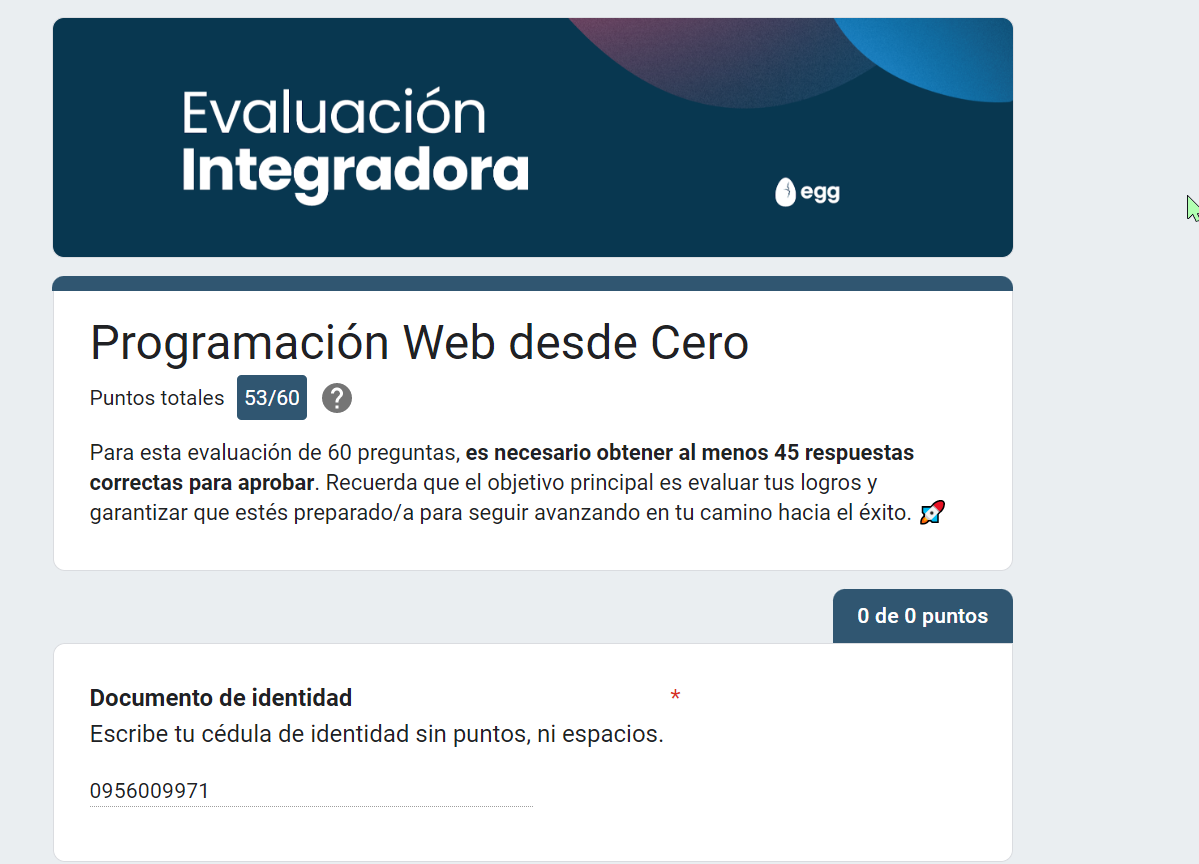 Evaluación
Integradora
egg
Programación Web desde Cero
Puntos totales 53/60 ?
Para esta evaluación de 60 preguntas, es necesario obtener al menos 45 respuestas
correctas para aprobar. Recuerda que el objetivo principal es evaluar tus logros y
garantizar que estés preparado/a para seguir avanzando en tu camino hacia el éxito. 🚀
0 de 0 puntos
Documento de identidad *
Escribe tu cédula de identidad sin puntos, ni espacios.
0956009971